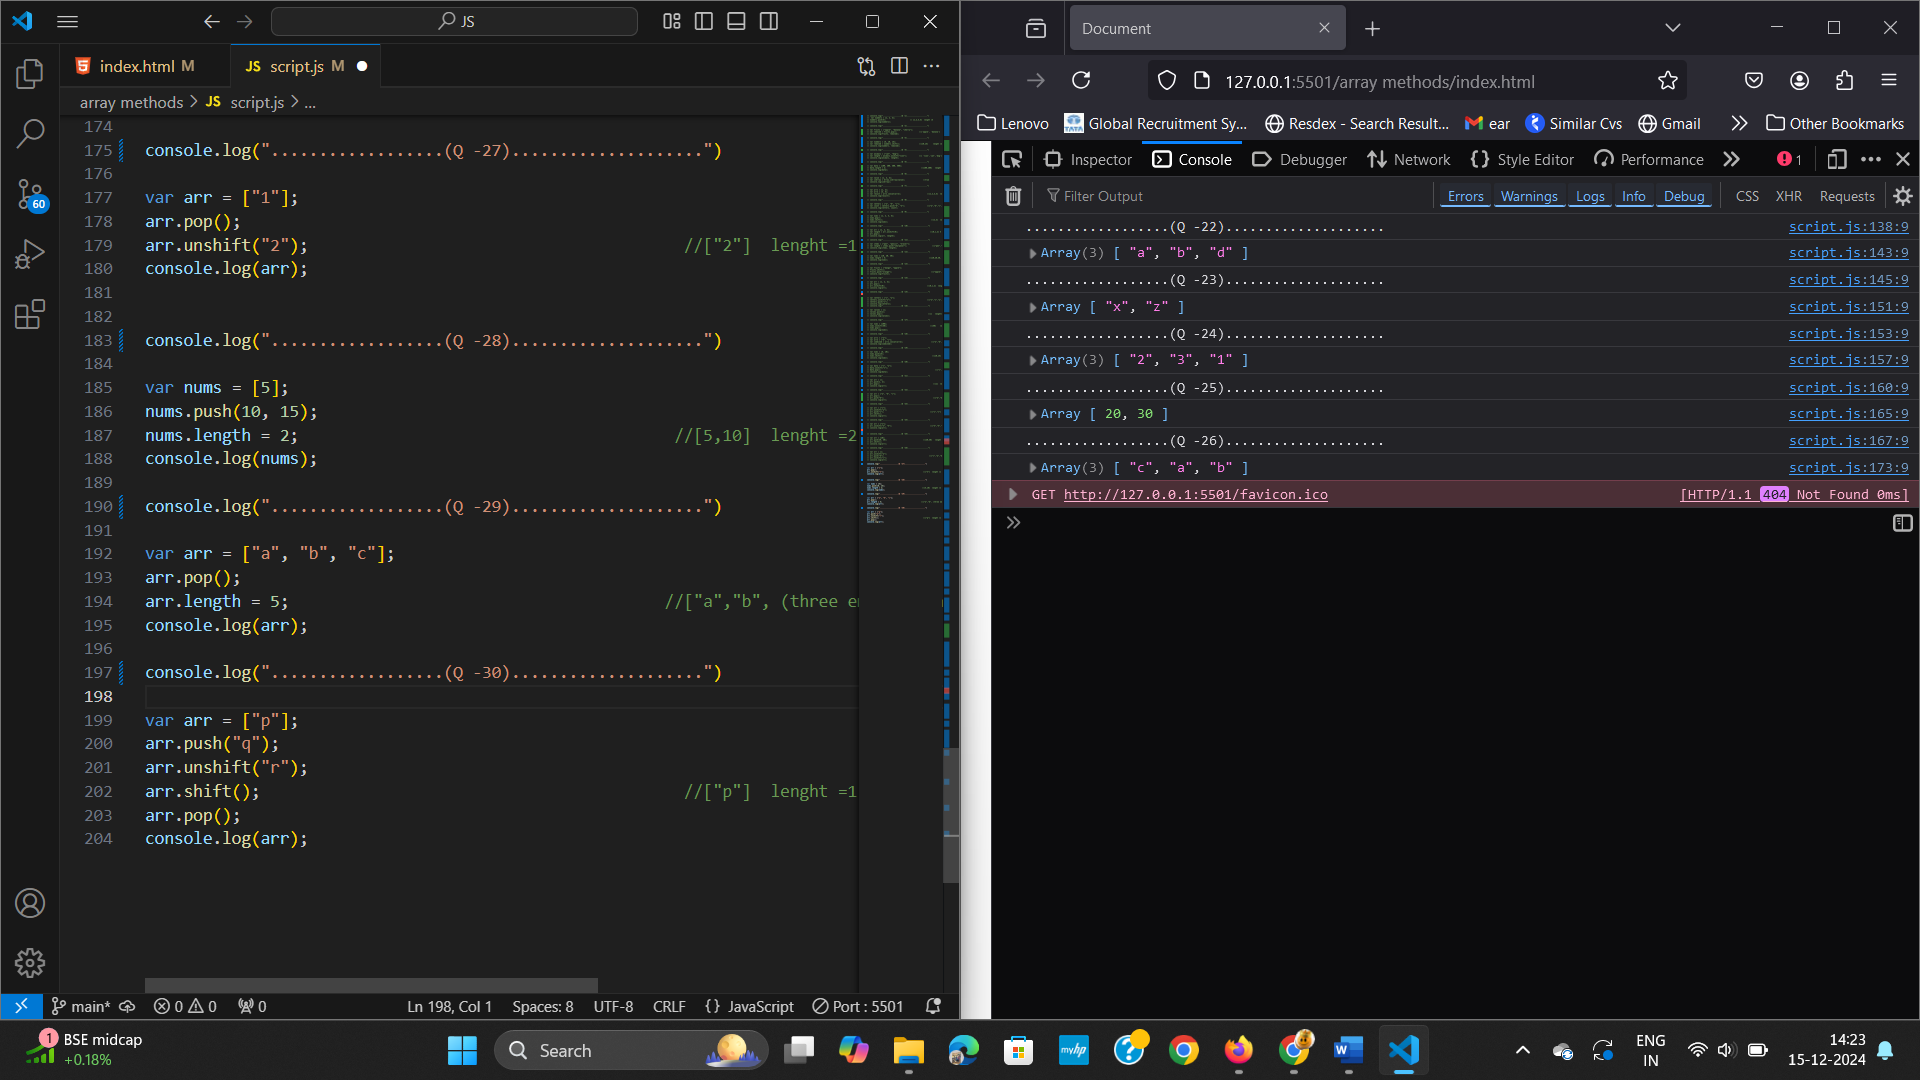 JS
index.html M
JS script.js M
array methods > JS script.js > ...
174
175 console.log("..................(Q -27)....................")
176
177 var arr = ["1"];
178 arr.pop();
179 arr.unshift("2"); //["2"] lenght =1
180 console.log(arr);
181
182
183 console.log("..................(Q -28)....................")
184
185 var nums = [5];
186 nums.push(10, 15);
187 nums.length = 2; //[5,10] lenght =2
188 console.log(nums);
189
190 console.log("..................(Q -29)....................")
191
192 var arr = ["a", "b", "c"];
193 arr.pop();
194 arr.length = 5; //["a","b", (three e
195 console.log(arr);
196
197 console.log("..................(Q -30)....................")
198
199 var arr = ["p"];
200 arr.push("q");
201 arr.unshift("r");
202 arr.shift(); //["p"] lenght =1
203 arr.pop();
204 console.log(arr);
60
main* 0 0 0 Ln 198, Col 1 Spaces: 8 UTF-8 CRLF {} JavaScript Port : 5501
Document
127.0.0.1:5501/array methods/index.html
Lenovo TATA Global Recruitment Sy... Resdex - Search Result... ear Similar Cvs Gmail Other Bookmarks
Inspector Console Debugger Network Style Editor Performance 1
Filter Output Errors Warnings Logs Info Debug CSS XHR Requests
..................(Q -22).................... script.js:138:9
Array(3) [ "a", "b", "d" ] script.js:143:9
..................(Q -23).................... script.js:145:9
Array [ "x", "z" ] script.js:151:9
..................(Q -24).................... script.js:153:9
Array(3) [ "2", "3", "1" ] script.js:157:9
..................(Q -25).................... script.js:160:9
Array [ 20, 30 ] script.js:165:9
..................(Q -26).................... script.js:167:9
Array(3) [ "c", "a", "b" ] script.js:173:9
GET http://127.0.0.1:5501/favicon.ico [HTTP/1.1 404 Not Found 0ms]
1 BSE midcap
+0.18%
Search
myhp
W
ENG
IN
14:23
15-12-2024